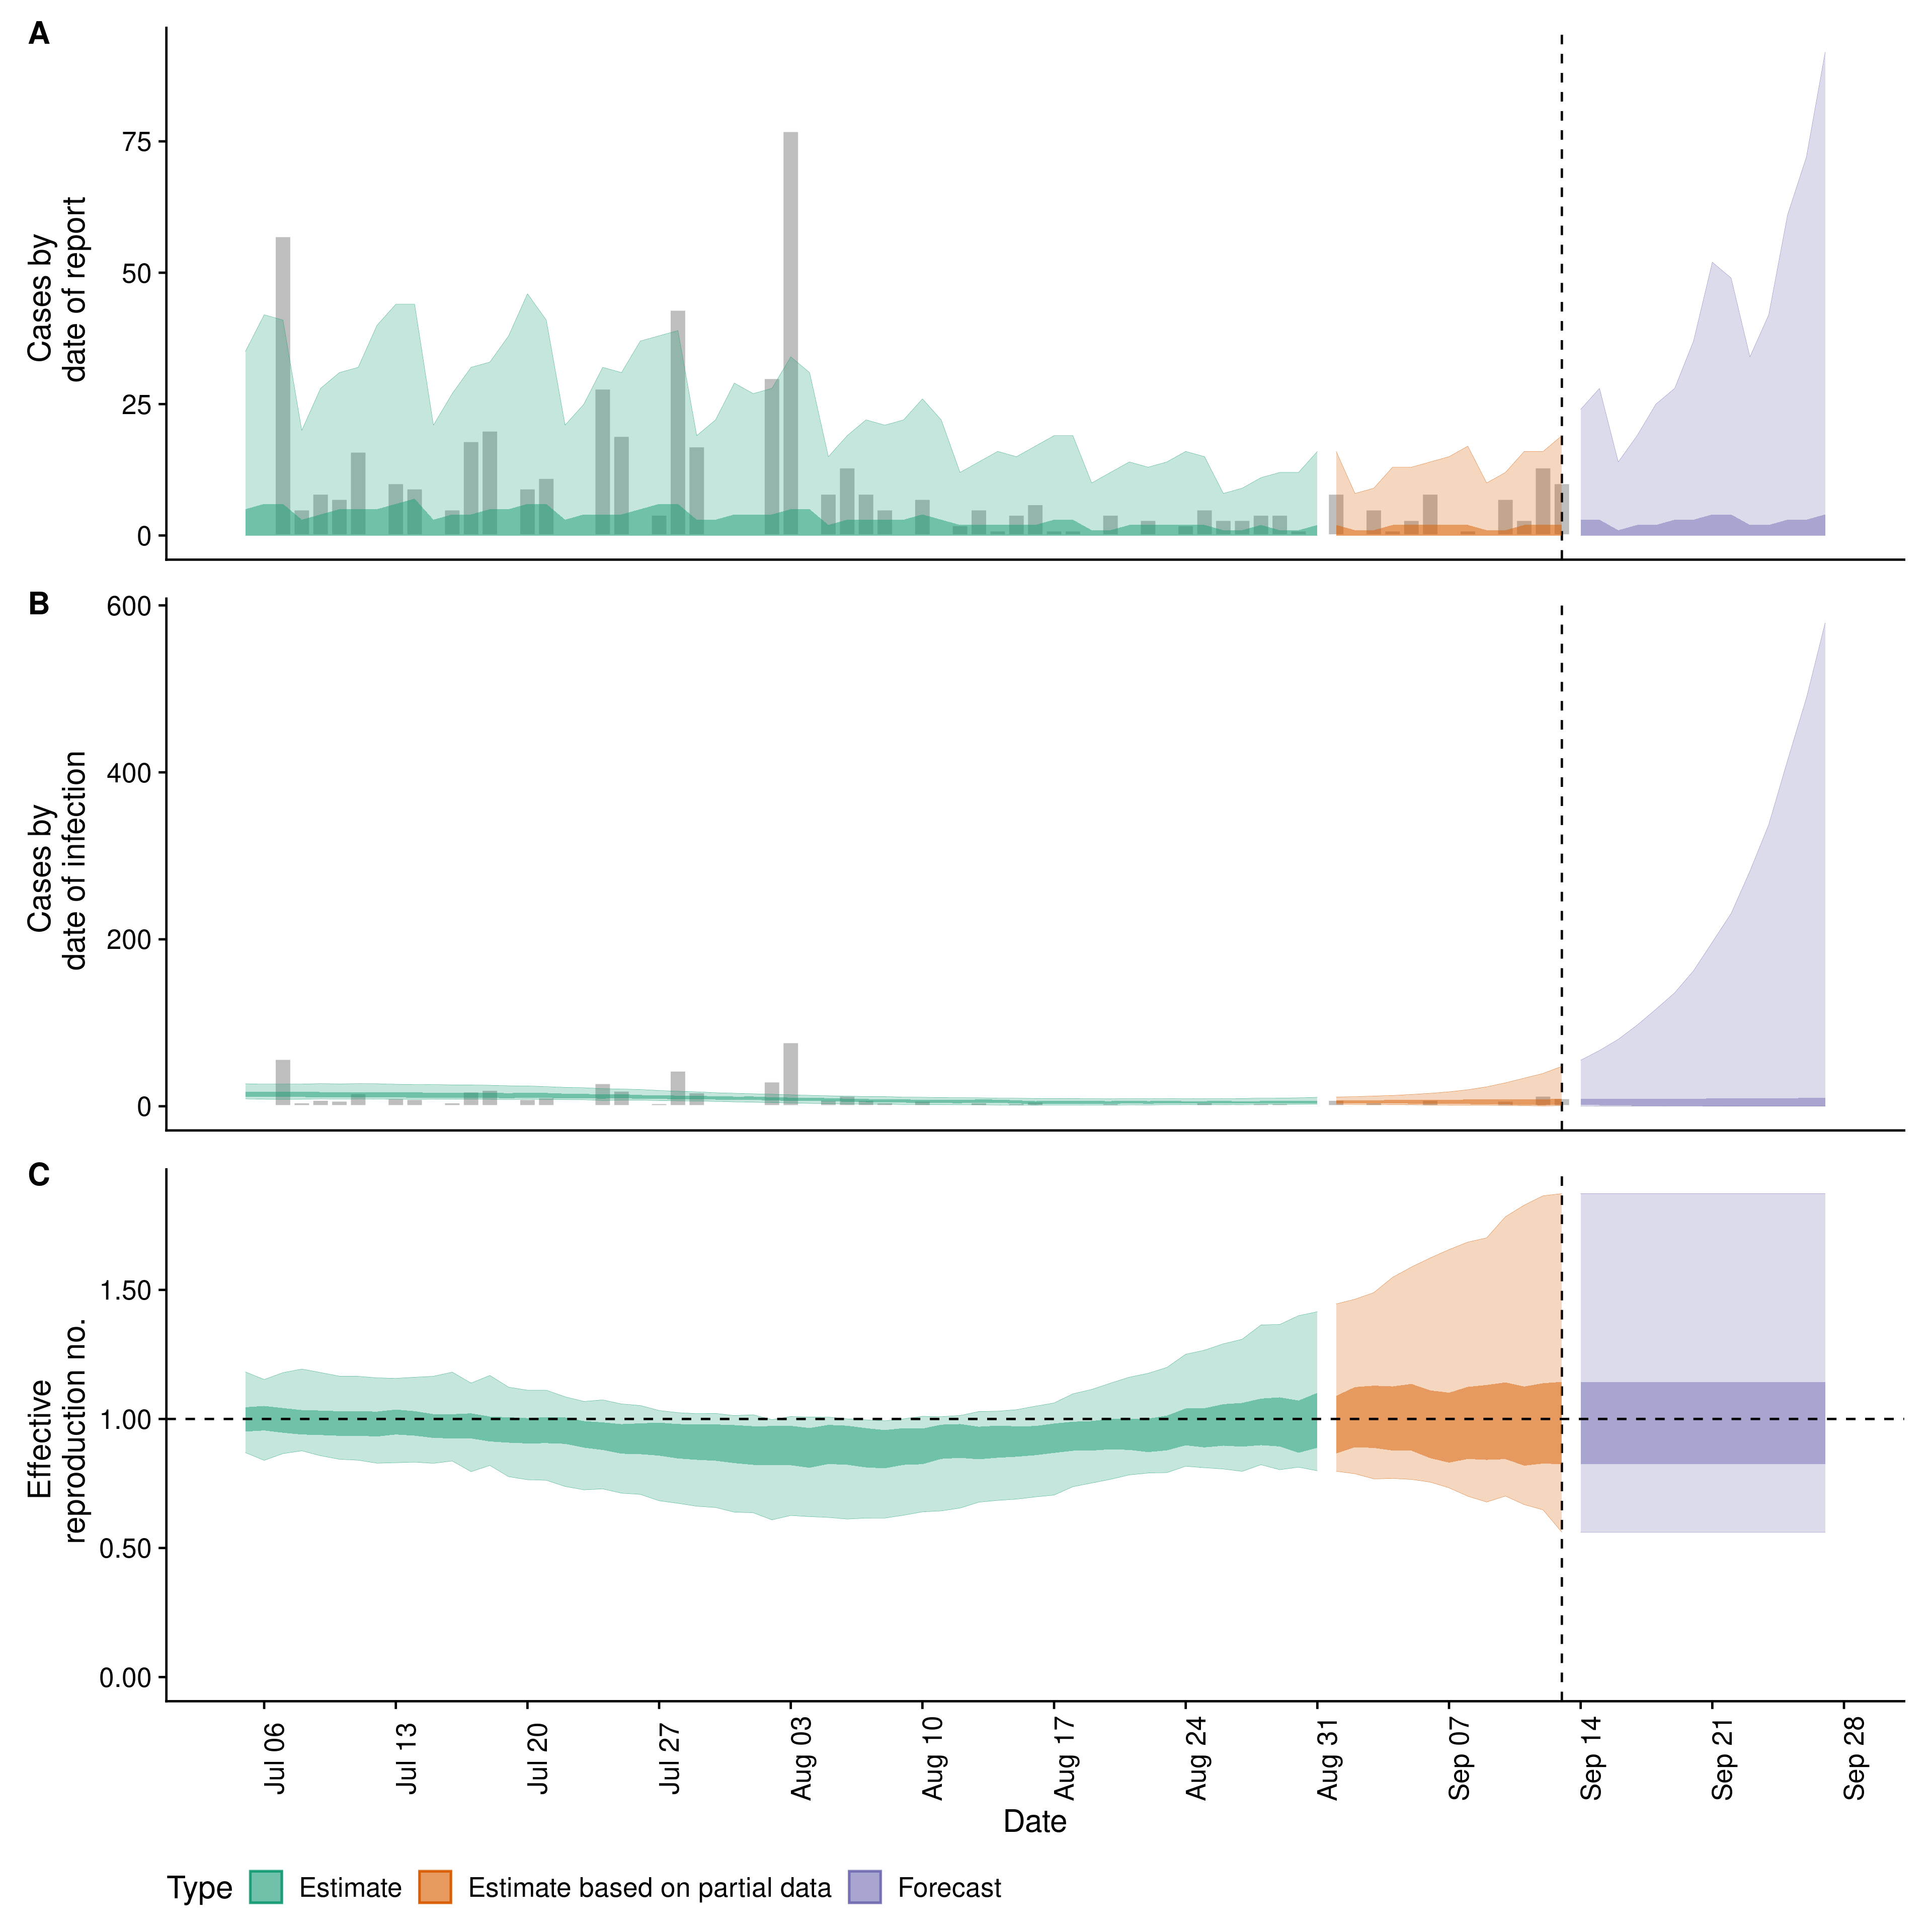 A
Cases by
date of report
75
50
25
0
B
Cases by
date of infection
600
400
200
0
C
Effective
reproduction no.
1.50
1.00
0.50
0.00
Jul 06
Jul 13
Jul 20
Jul 27
Aug 03
Aug 10
Aug 17
Aug 24
Aug 31
Sep 07
Sep 14
Sep 21
Sep 28
Date
Type Estimate Estimate based on partial data Forecast